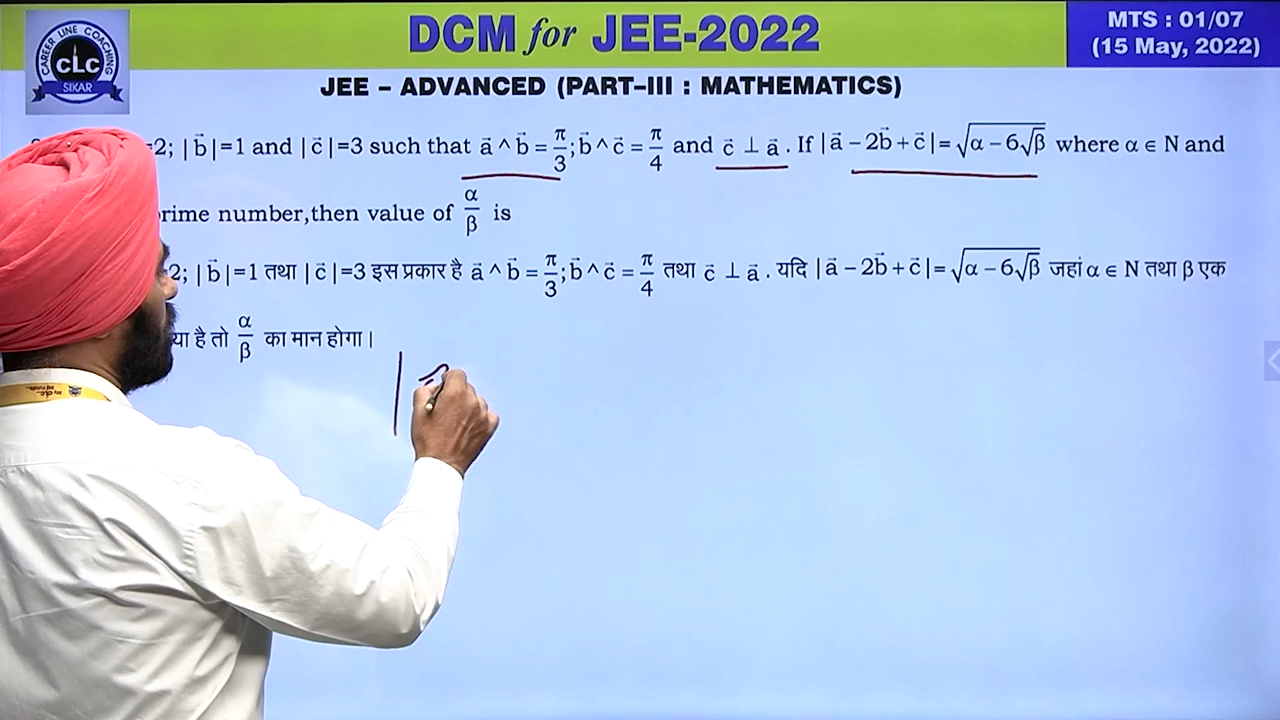 DCM for JEE-2022
MTS : 01/07
(15 May, 2022)
CAREER LINE COACHING
CLC
SIKAR
JEE – ADVANCED (PART–III : MATHEMATICS)
=2; |b⃗|=1 and |c⃗|=3 such that a⃗ ^ b⃗ = π/3; b⃗ ^ c⃗ = π/4 and c⃗ ⊥ a⃗. If |a⃗ − 2b⃗ + c⃗| = √(α − 6√β) where α ∈ N and
rime number,then value of α/β is
2; |b⃗|=1 तथा |c⃗|=3 इस प्रकार है a⃗ ^ b⃗ = π/3; b⃗ ^ c⃗ = π/4 तथा c⃗ ⊥ a⃗. यदि |a⃗ − 2b⃗ + c⃗| = √(α − 6√β) जहां α ∈ N तथा β एक
या है तो α/β का मान होगा।